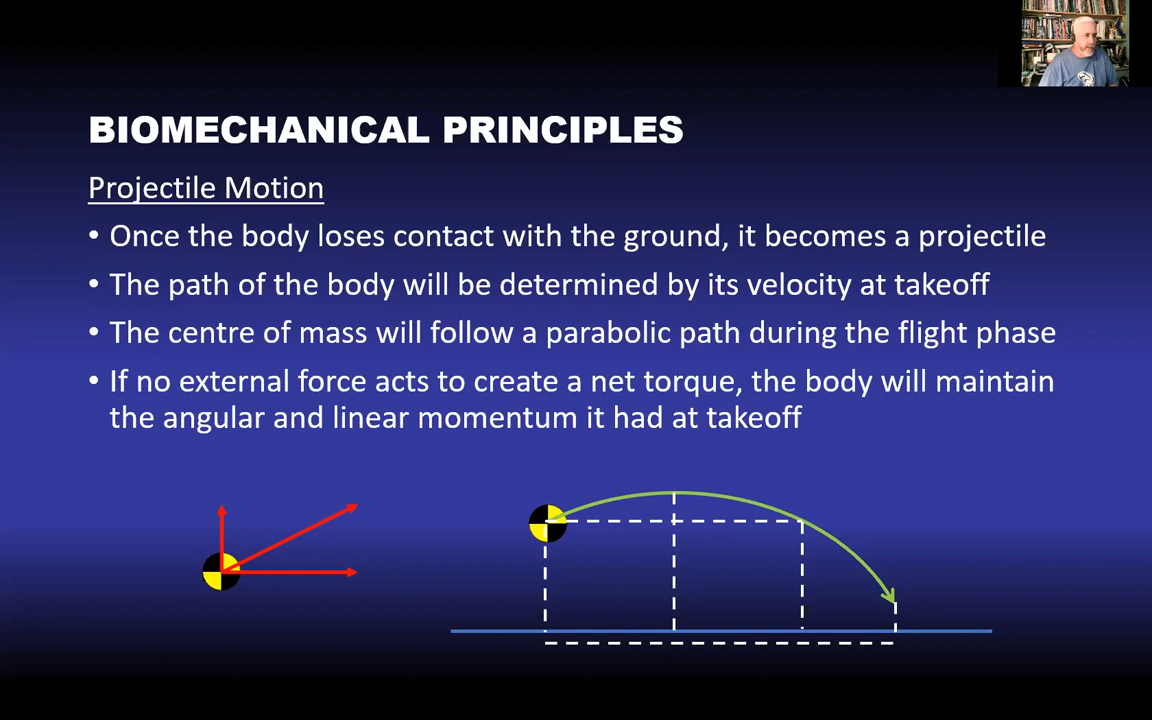 BIOMECHANICAL PRINCIPLES
Projectile Motion
• Once the body loses contact with the ground, it becomes a projectile
• The path of the body will be determined by its velocity at takeoff
• The centre of mass will follow a parabolic path during the flight phase
• If no external force acts to create a net torque, the body will maintain
the angular and linear momentum it had at takeoff